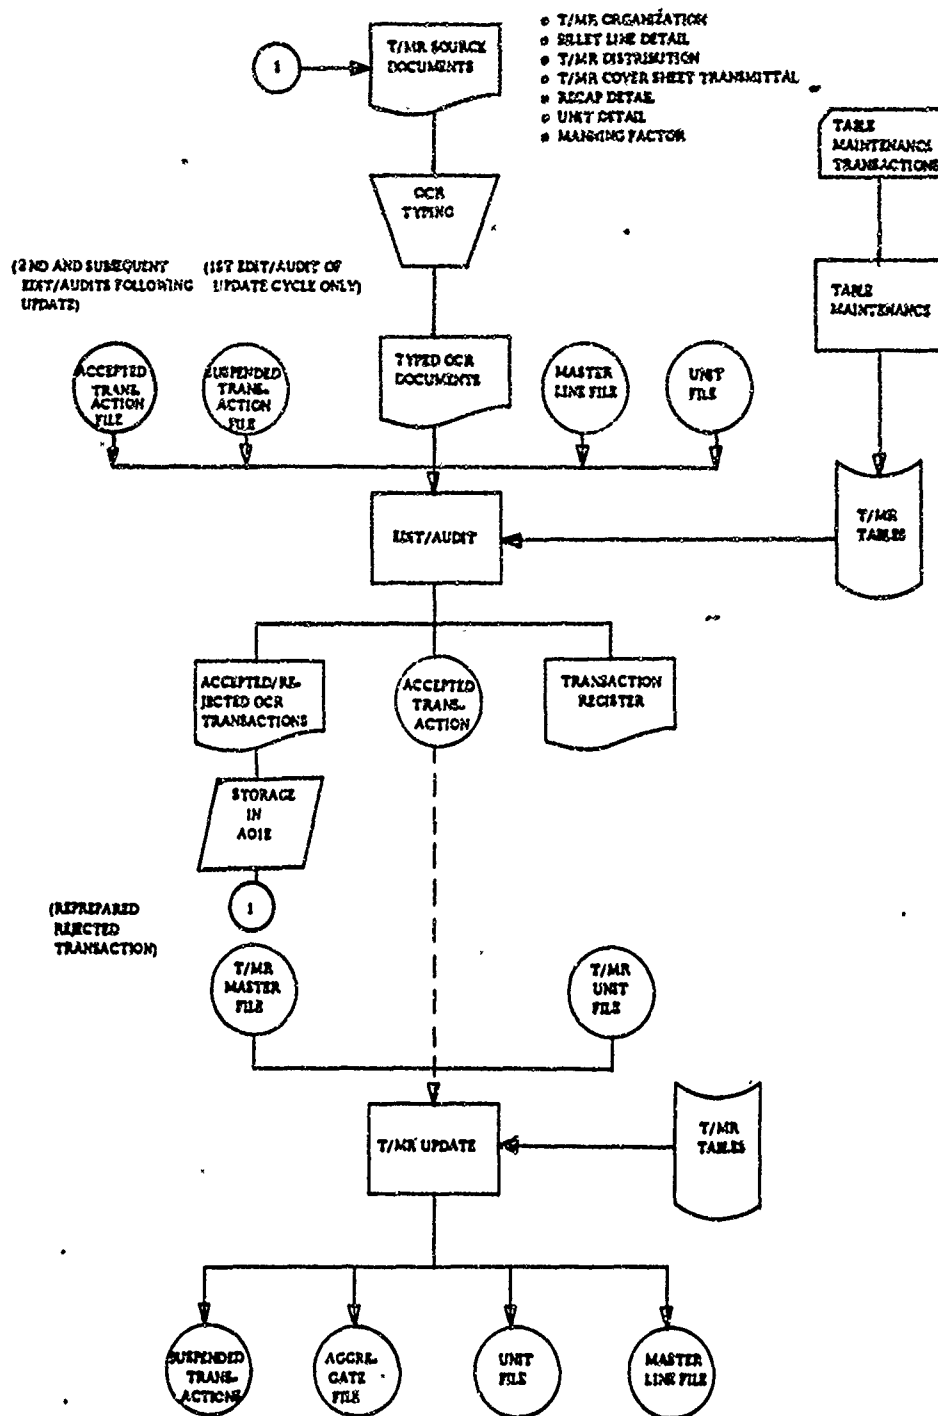 1
T/MR SOURCE
DOCUMENTS
T/MR ORGANIZATION
BILLET LINE DETAIL
T/MR DISTRIBUTION
T/MR COVER SHEET TRANSMITTAL
RECAP DETAIL
UNIT DETAIL
MANNING FACTOR
TABLE
MAINTENANCE
TRANSACTIONS
OCR
TYPING
(2ND AND SUBSEQUENT
EDIT/AUDITS FOLLOWING
UPDATE)
(1ST EDIT/AUDIT OF
UPDATE CYCLE ONLY)
TABLE
MAINTENANCE
ACCEPTED
TRANS-
ACTION
FILE
SUSPENDED
TRANS-
ACTION
FILE
TYPED OCR
DOCUMENTS
MASTER
LINE FILE
UNIT
FILE
EDIT/AUDIT
T/MR
TABLES
ACCEPTED/RE-
JECTED OCR
TRANSACTIONS
ACCEPTED
TRANS-
ACTION
TRANSACTION
REGISTER
STORAGE
IN
AO1E
1
(REPREPARED
REJECTED
TRANSACTION)
T/MR
MASTER
FILE
T/MR
UNIT
FILE
T/MR UPDATE
T/MR
TABLES
SUSPENDED
TRANS-
ACTIONS
AGGRE-
GATE
FILE
UNIT
FILE
MASTER
LINE FILE